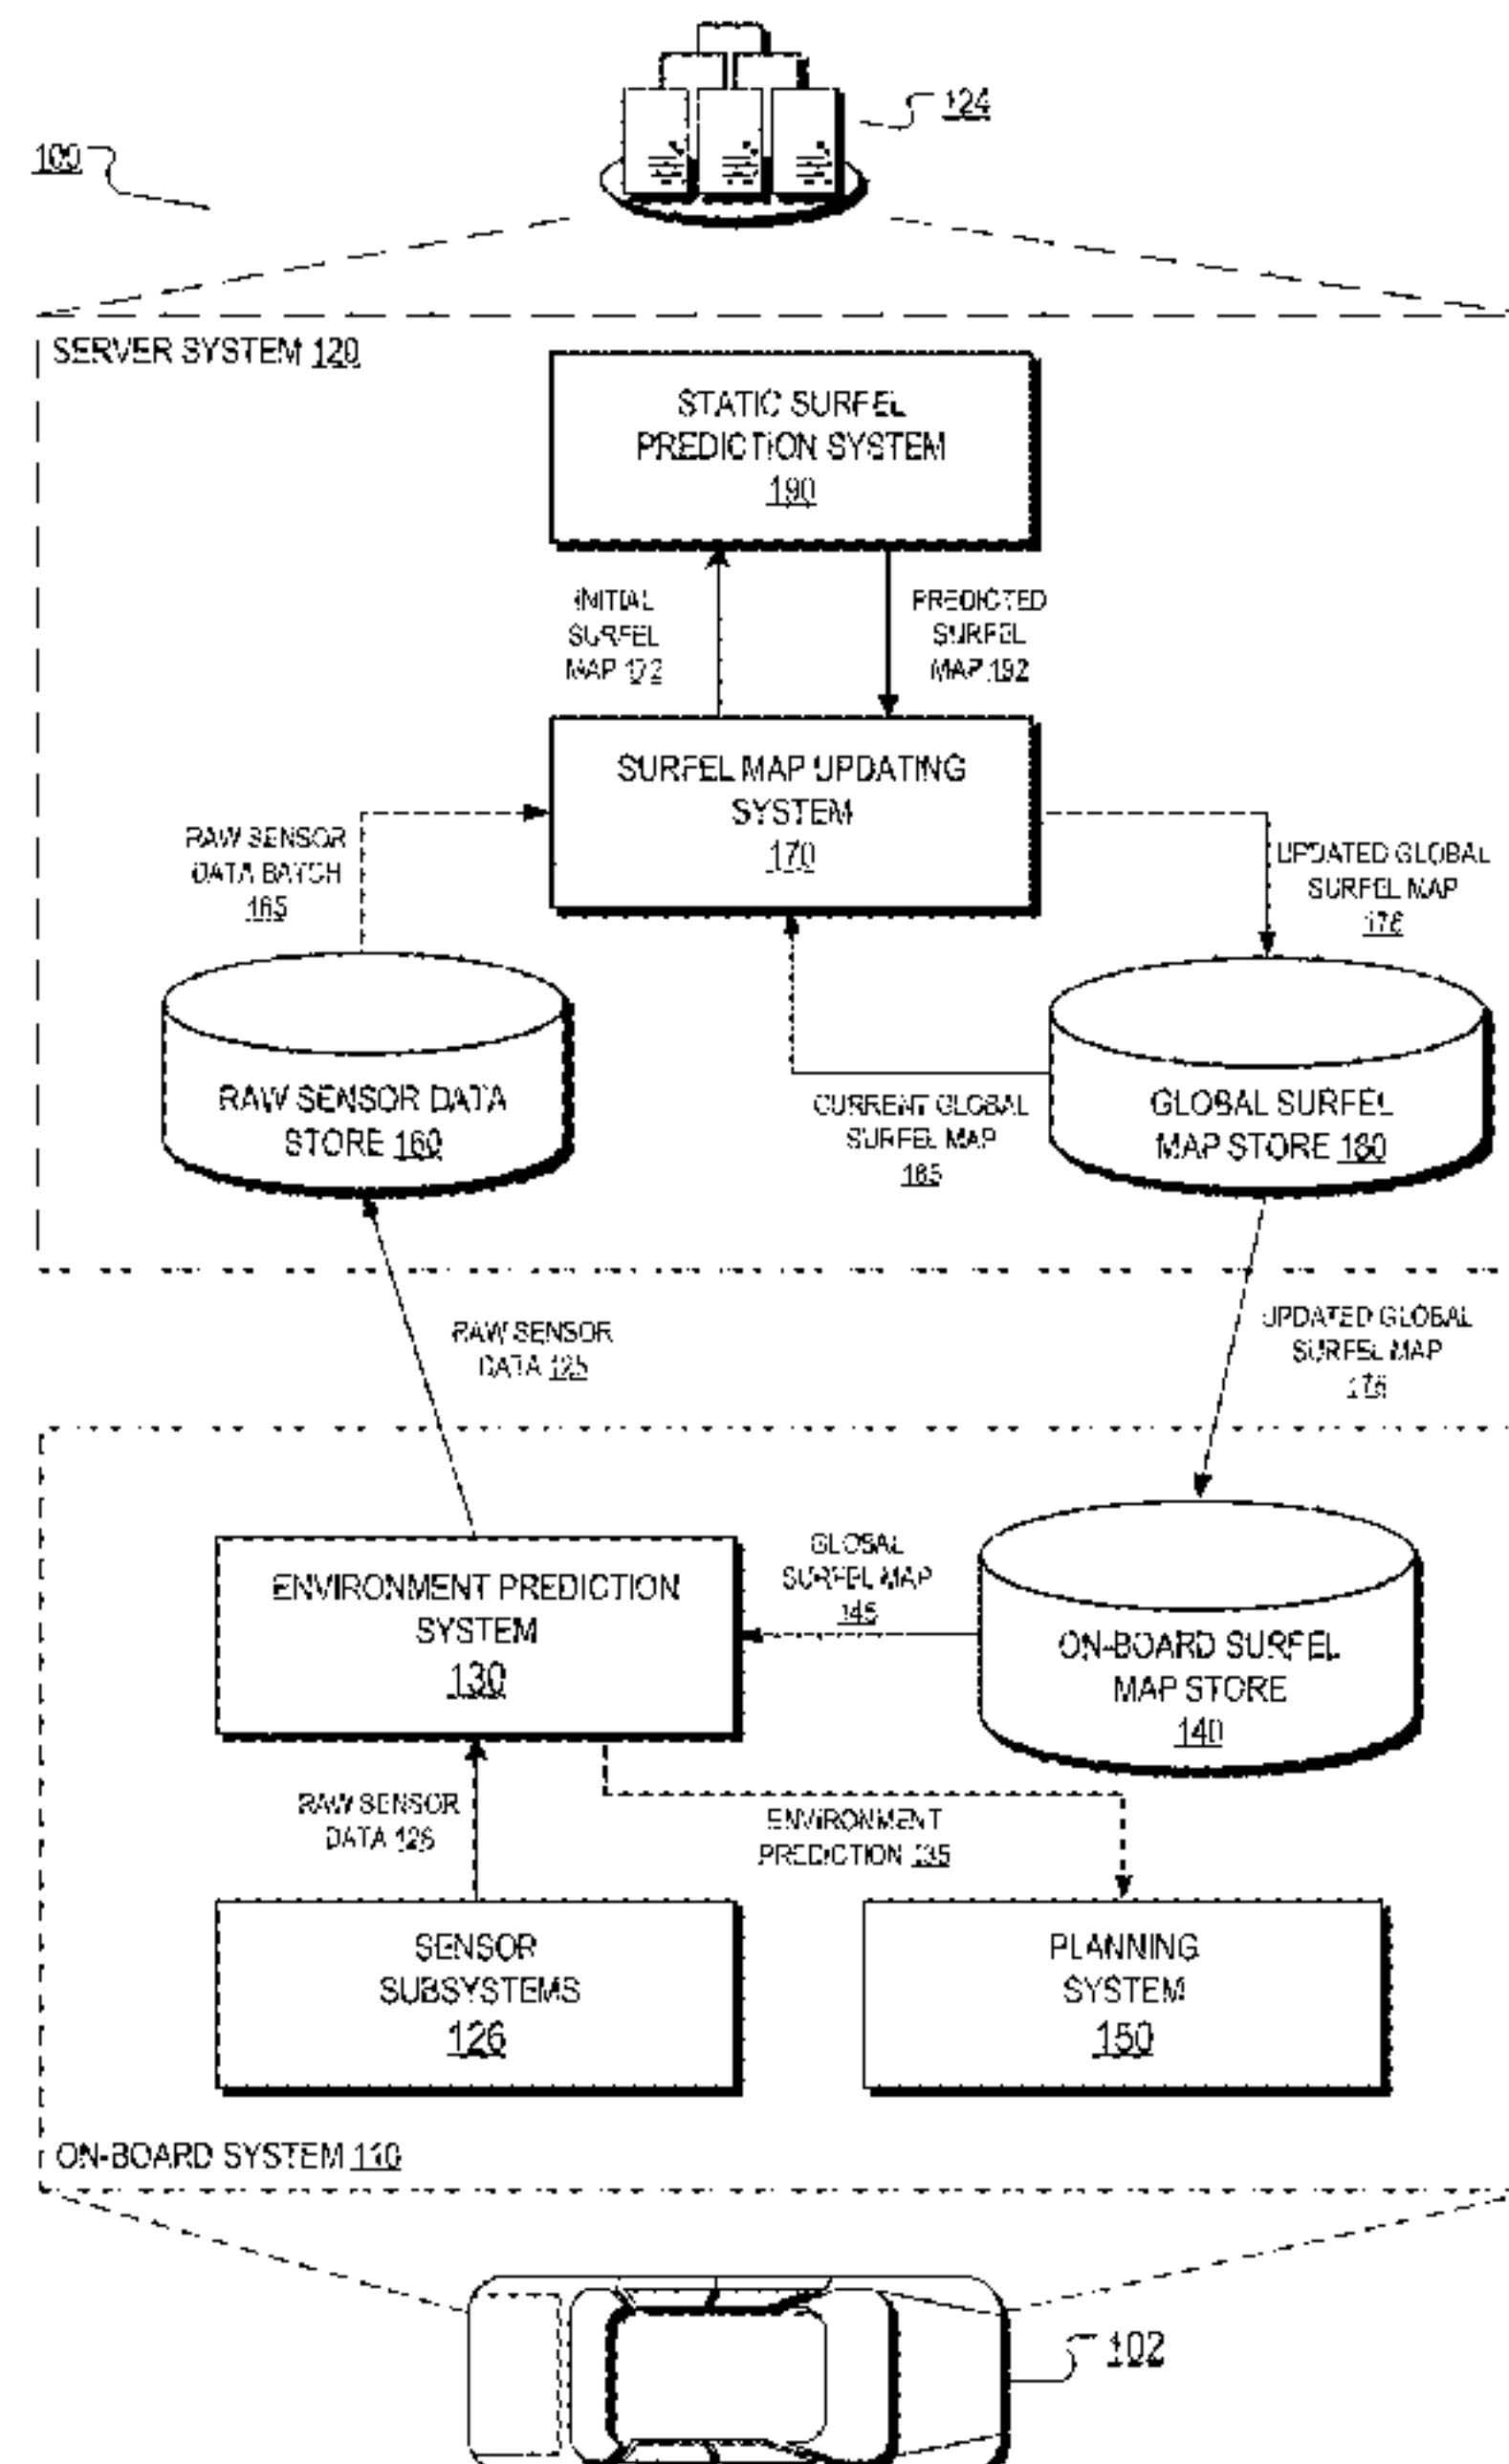 124
100
SERVER SYSTEM 120
STATIC SURFEL
PREDICTION SYSTEM
190
INITIAL
SURFEL
MAP 172
PREDICTED
SURFEL
MAP 192
SURFEL MAP UPDATING
SYSTEM
170
RAW SENSOR
DATA BATCH
165
UPDATED GLOBAL
SURFEL MAP
RAW SENSOR DATA
STORE 160
CURRENT GLOBAL
SURFEL MAP
GLOBAL SURFEL
MAP STORE 180
RAW SENSOR
DATA 125
UPDATED GLOBAL
SURFEL MAP
ENVIRONMENT PREDICTION
SYSTEM
130
GLOBAL
SURFEL MAP
145
ON-BOARD SURFEL
MAP STORE
140
RAW SENSOR
DATA
ENVIRONMENT
PREDICTION 135
SENSOR
SUBSYSTEMS
126
PLANNING
SYSTEM
150
ON-BOARD SYSTEM 110
102